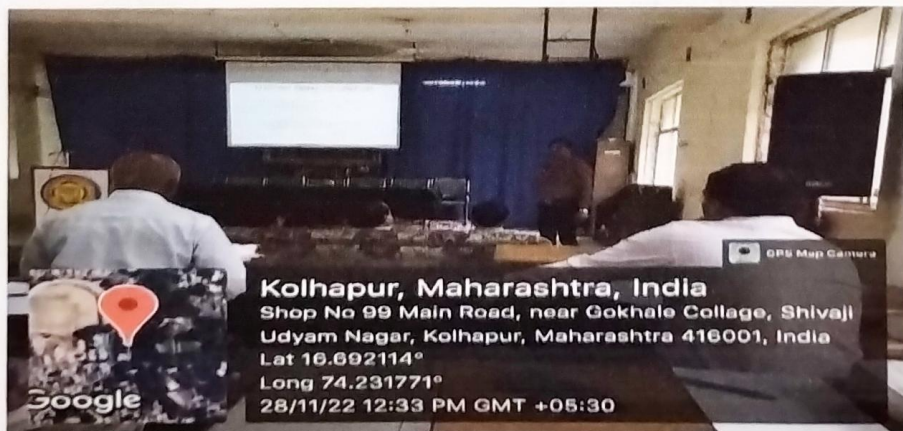 GPS Map Camera
Kolhapur, Maharashtra, India
Shop No 99 Main Road, near Gokhale Collage, Shivaji
Udyam Nagar, Kolhapur, Maharashtra 416001, India
Lat 16.692114°
Long 74.231771°
28/11/22 12:33 PM GMT +05:30
Google